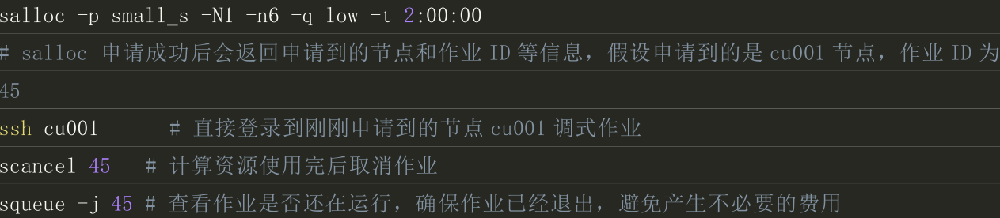 salloc -p small_s -N1 -n6 -q low -t 2:00:00
# salloc 申请成功后会返回申请到的节点和作业 ID 等信息，假设申请到的是 cu001 节点，作业 ID 为
45
ssh cu001 # 直接登录到刚刚申请到的节点 cu001 调式作业
scancel 45 # 计算资源使用完后取消作业
squeue -j 45 # 查看作业是否还在运行，确保作业已经退出，避免产生不必要的费用